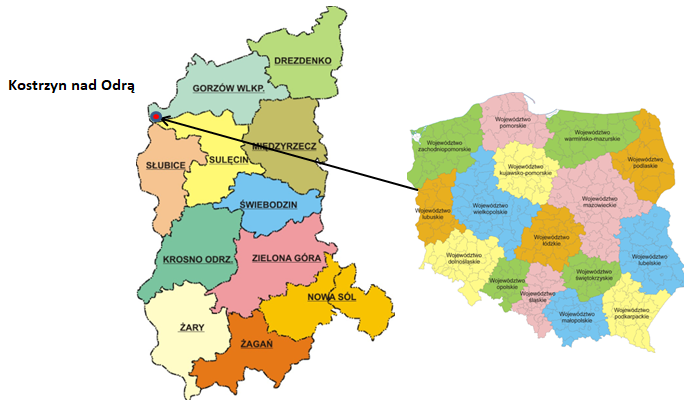 Kostrzyn nad Odrą
DREZDENKO
GORZÓW WLKP.
MIĘDZYRZECZ
SŁUBICE
SULĘCIN
ŚWIEBODZIN
KROSNO ODRZ.
ZIELONA GÓRA
NOWA SÓL
ŻARY
ŻAGAŃ
Województwo
pomorskie
Województwo
warmińsko-mazurskie
Województwo
zachodniopomorskie
Województwo
podlaskie
Województwo
kujawsko-pomorskie
Województwo
mazowieckie
Województwo
lubuskie
Województwo
wielkopolskie
Województwo
łódzkie
Województwo
lubelskie
Województwo
dolnośląskie
Województwo
opolskie
Województwo
śląskie
Województwo
świętokrzyskie
Województwo
małopolskie
Województwo
podkarpackie